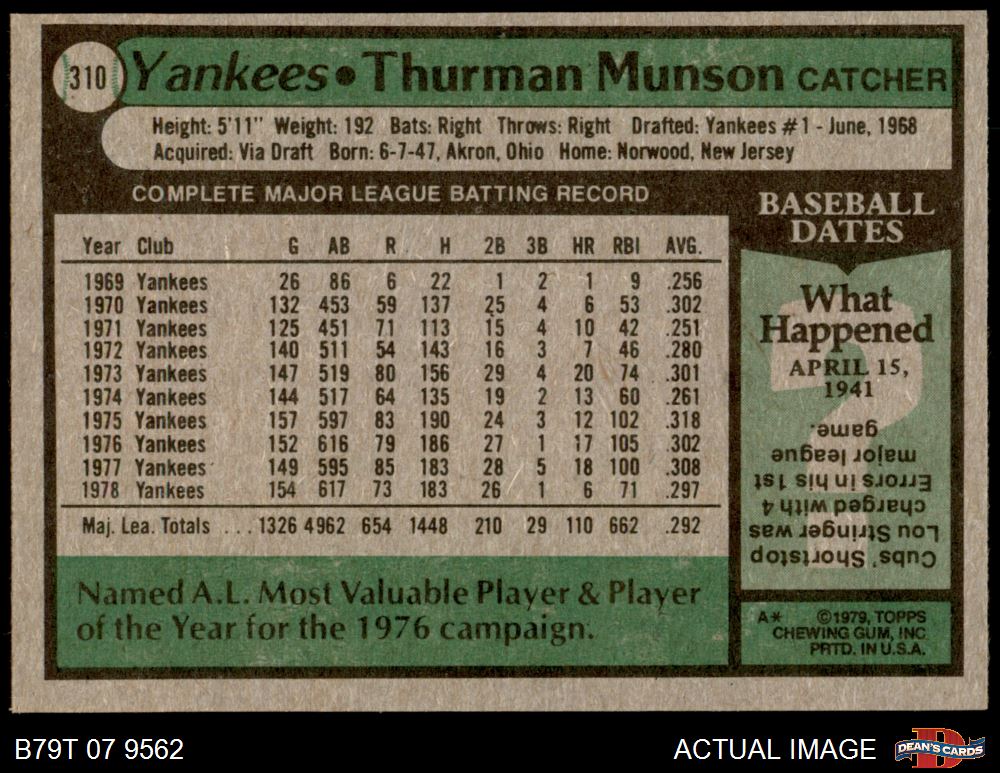 310 Yankees • Thurman Munson CATCHER
Height: 5'11" Weight: 192 Bats: Right Throws: Right Drafted: Yankees #1 - June, 1968
Acquired: Via Draft Born: 6-7-47, Akron, Ohio Home: Norwood, New Jersey
COMPLETE MAJOR LEAGUE BATTING RECORD
Year Club G AB R H 2B 3B HR RBI AVG.
1969 Yankees 26 86 6 22 1 2 1 9 .256
1970 Yankees 132 453 59 137 25 4 6 53 .302
1971 Yankees 125 451 71 113 15 4 10 42 .251
1972 Yankees 140 511 54 143 16 3 7 46 .280
1973 Yankees 147 519 80 156 29 4 20 74 .301
1974 Yankees 144 517 64 135 19 2 13 60 .261
1975 Yankees 157 597 83 190 24 3 12 102 .318
1976 Yankees 152 616 79 186 27 1 17 105 .302
1977 Yankees 149 595 85 183 28 5 18 100 .308
1978 Yankees 154 617 73 183 26 1 6 71 .297
Maj. Lea. Totals . . . 1326 4962 654 1448 210 29 110 662 .292
Named A.L. Most Valuable Player & Player
of the Year for the 1976 campaign.
BASEBALL
DATES
What
Happened
APRIL 15,
1941
Cubs' Shortstop
Lou Stringer was
charged with 4
Errors in his 1st
major league
game.
A* ©1979, TOPPS
CHEWING GUM, INC
PRTD. IN U.S.A.
B79T 07 9562
ACTUAL IMAGE
D
DEAN'S CARDS